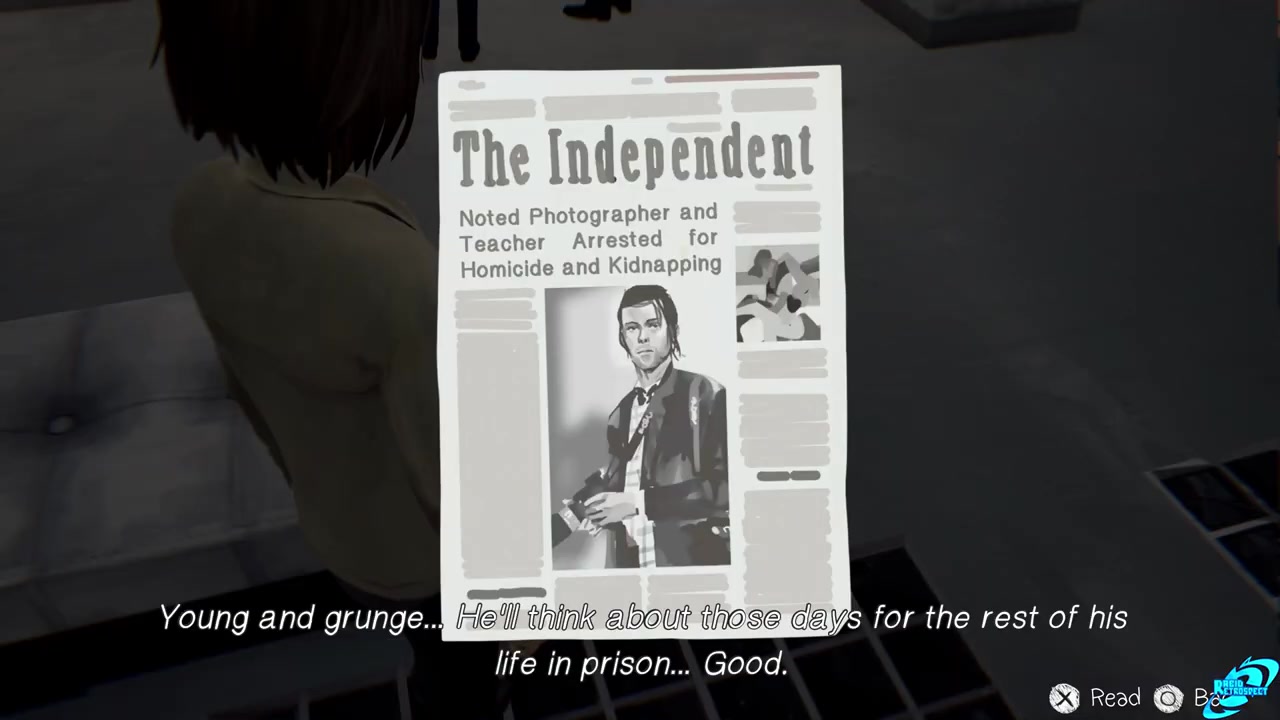 The Independent
Noted Photographer and
Teacher Arrested for
Homicide and Kidnapping
Young and grunge... He'll think about those days for the rest of his
life in prison... Good.
Read
RETROSPECT